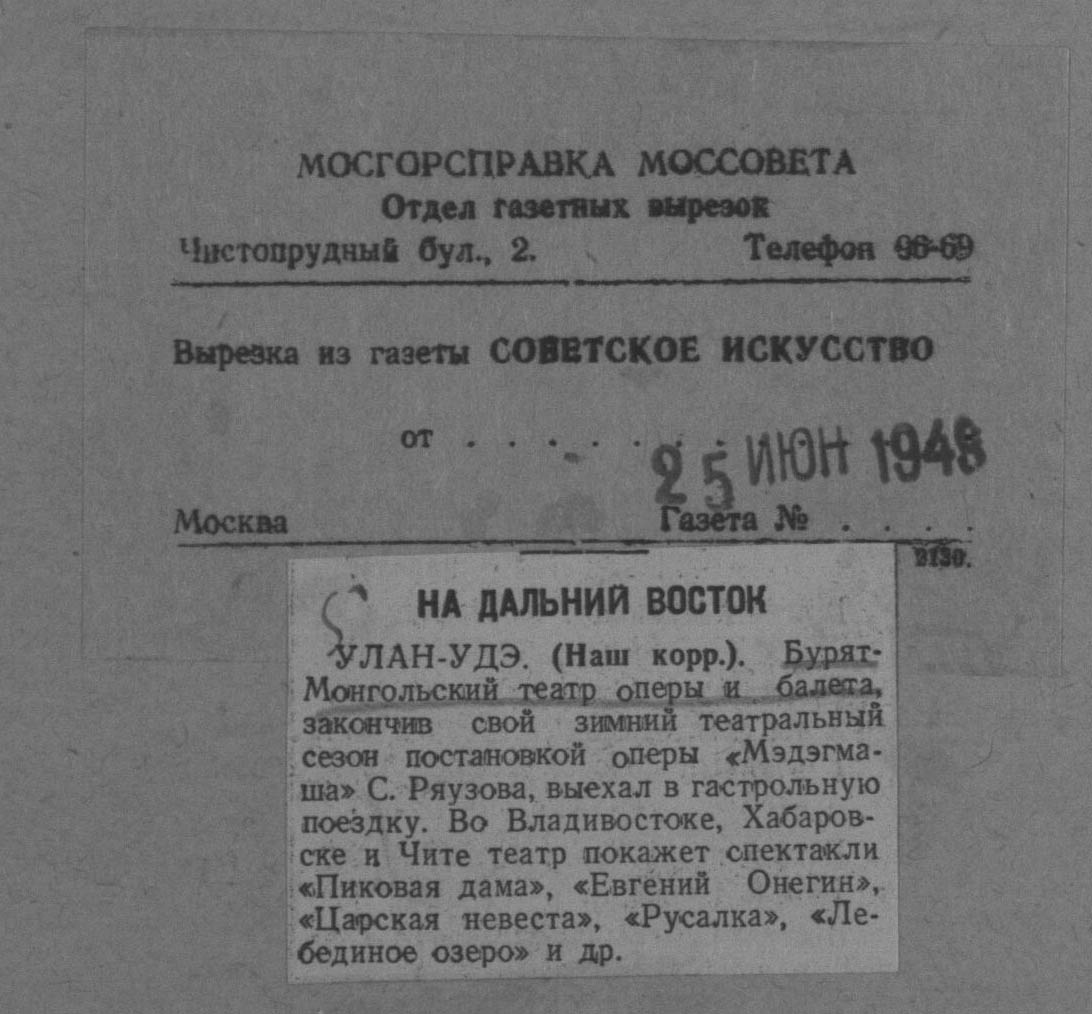 МОСГОРСПРАВКА МОССОВЕТА
Отдел газетных вырезок
Чистопрудный бул., 2. Телефон 96-69
Вырезка из газеты СОВЕТСКОЕ ИСКУССТВО
от . . . . . . . 25 ИЮН 1948
Москва Газета № . . . .
2130.
НА ДАЛЬНИЙ ВОСТОК
УЛАН-УДЭ. (Наш корр.). Бурят-
Монгольский театр оперы и балета,
закончив свой зимний театральный
сезон постановкой оперы «Мэдэгма-
ша» С. Ряузова, выехал в гастрольную
поездку. Во Владивостоке, Хабаров-
ске и Чите театр покажет спектакли
«Пиковая дама», «Евгений Онегин»,
«Царская невеста», «Русалка», «Ле-
бединое озеро» и др.